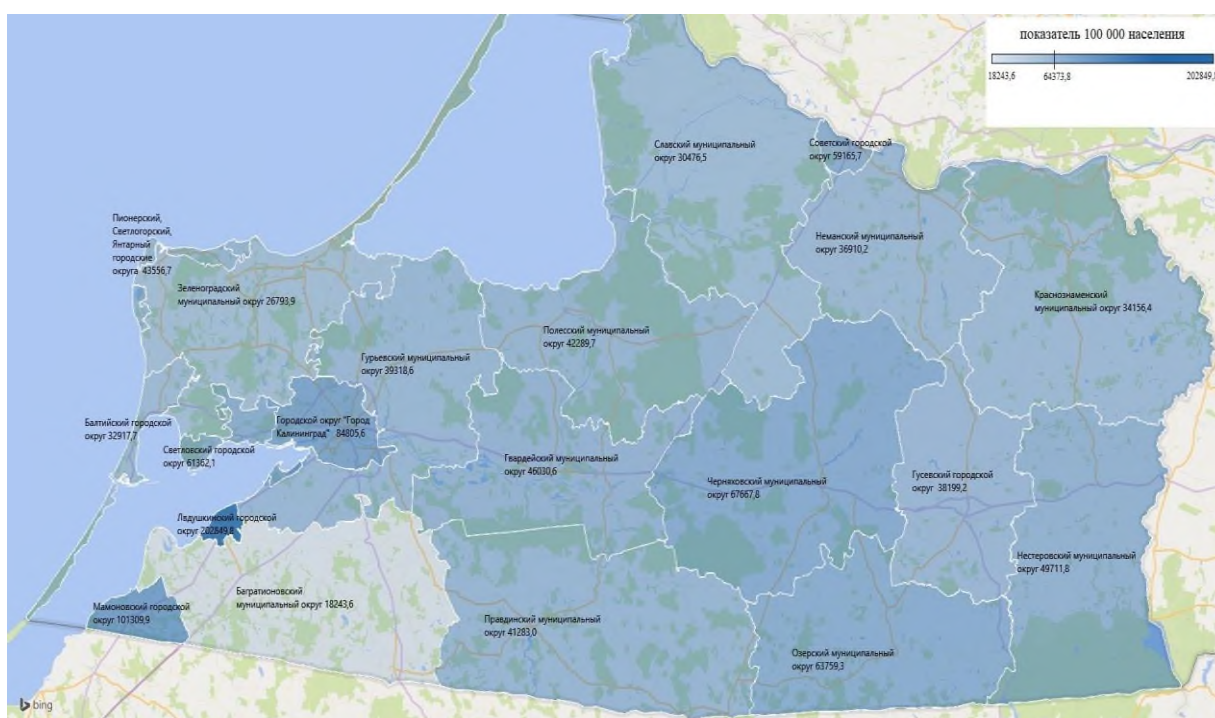 показатель 100 000 населения
18243,6
64373,8
202849,8
Славский муниципальный
округ 30476,5
Советский городской
округ 59165,7
Пионерский,
Светлогорский,
Янтарный
городские
округа 43556,7
Неманский муниципальный
округ 36910,2
Зеленоградский
муниципальный округ 26793,9
Краснознаменский
муниципальный округ 34156,4
Полесский муниципальный
округ 42289,7
Гурьевский муниципальный
округ 39318,6
Балтийский городской
округ 32917,7
Городской округ "Город
Калининград" 84805,6
Светловский городской
округ 61362,1
Гвардейский муниципальный
округ 46030,6
Черняховский муниципальный
округ 67667,8
Гусевский городской
округ 38199,2
Лвдушкинский городской
округ 202849,8
Нестеровский муниципальный
округ 49711,8
Багратионовский
муниципальный округ 18243,6
Мамоновский городской
округ 101309,9
Правдинский муниципальный
округ 41283,0
Озерский муниципальный
округ 63759,3
bing